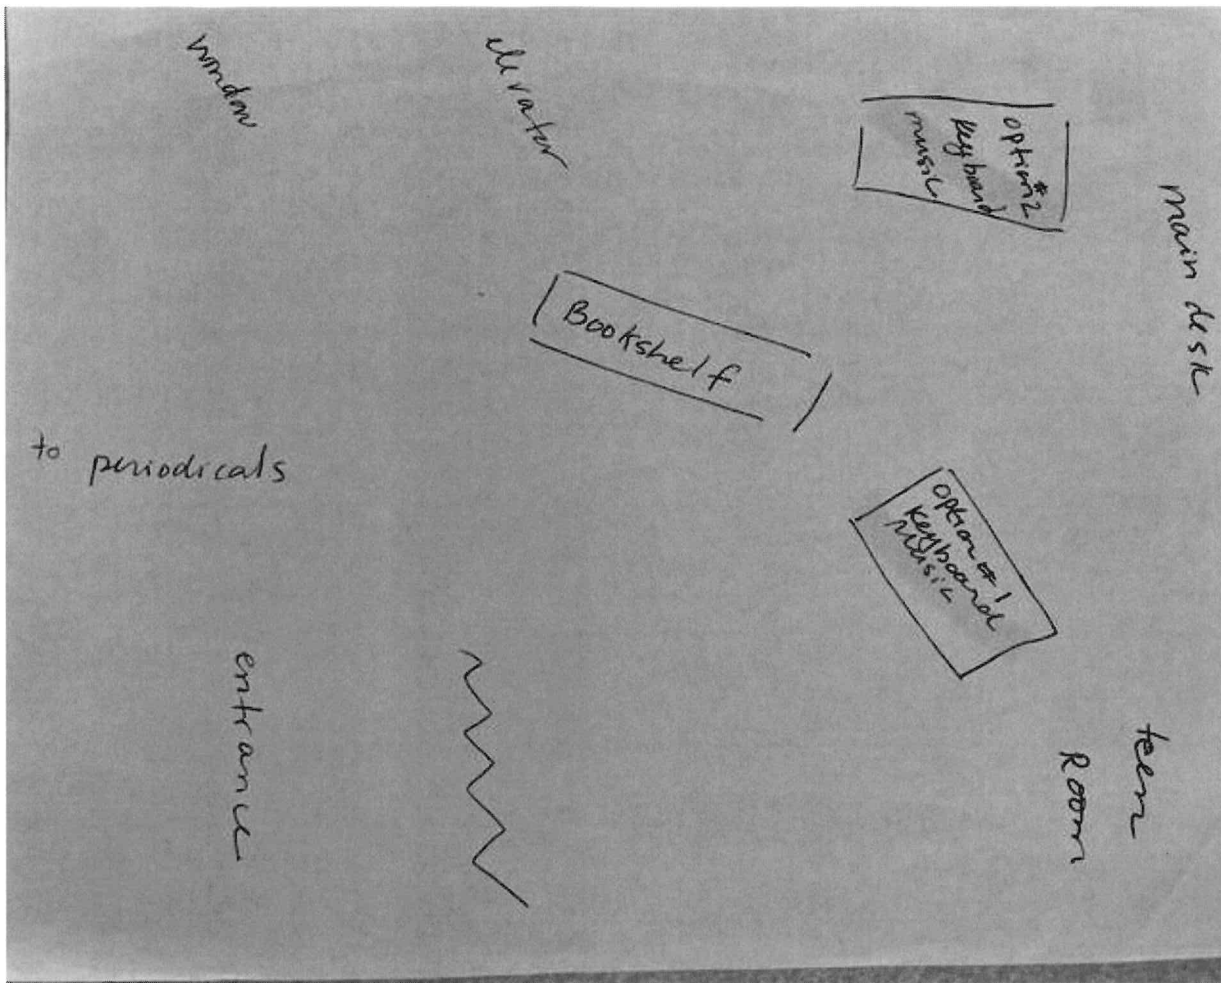 window
elevator
option #2
keyboard
music
main desk
Bookshelf
to periodicals
option #1
keyboard
music
entrance
teen
Room